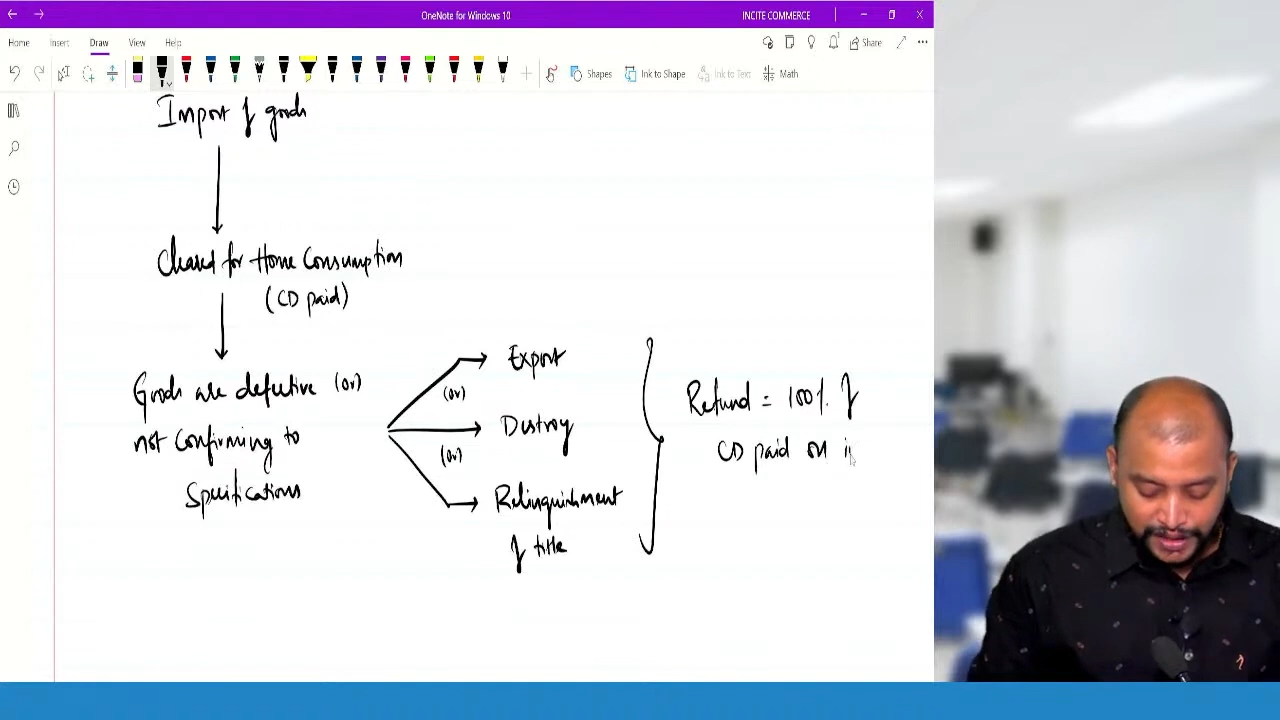 OneNote for Windows 10
INCITE COMMERCE
Home Insert Draw View Help
Share
Shapes Ink to Shape Ink to Text Math
Import of goods
Cleared for Home Consumption
(CD paid)
Goods are defective (or)
not confirming to
Specifications
Export
(or)
Destroy
(or)
Relinquishment
of title
Refund = 100% of
CD paid on i